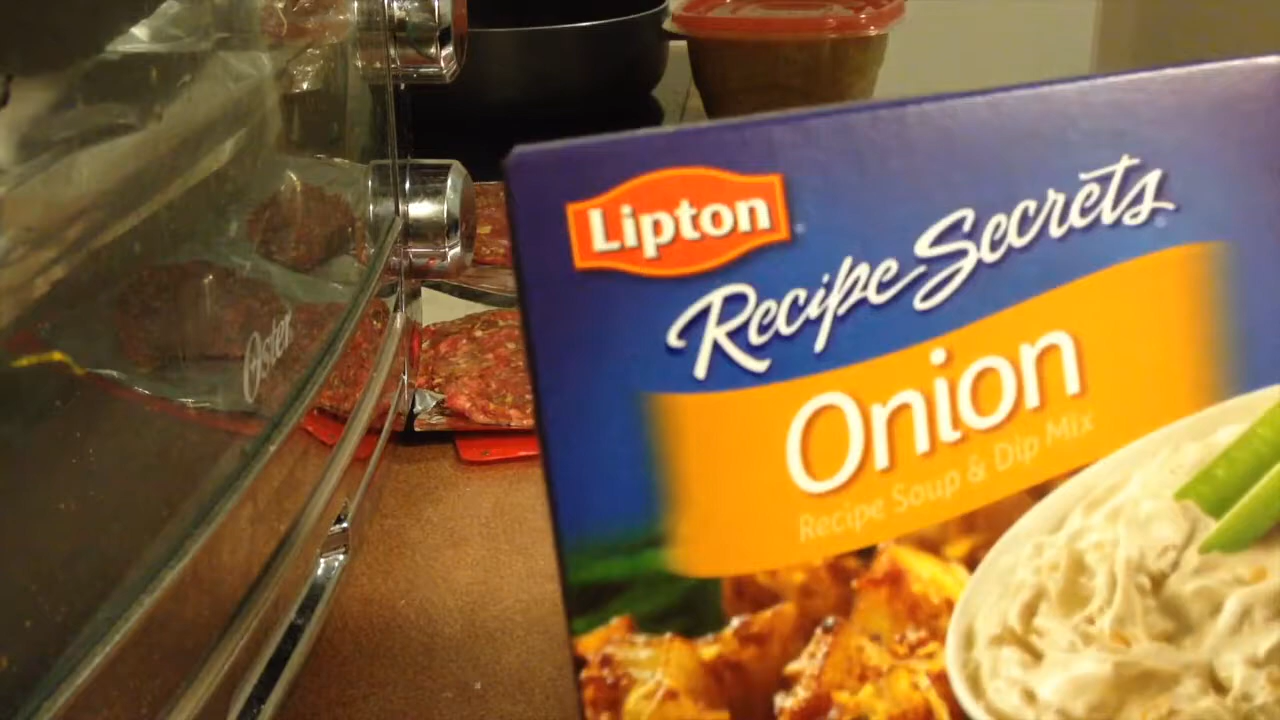 Lipton
Recipe Secrets
Onion
Recipe Soup & Dip Mix
Oster